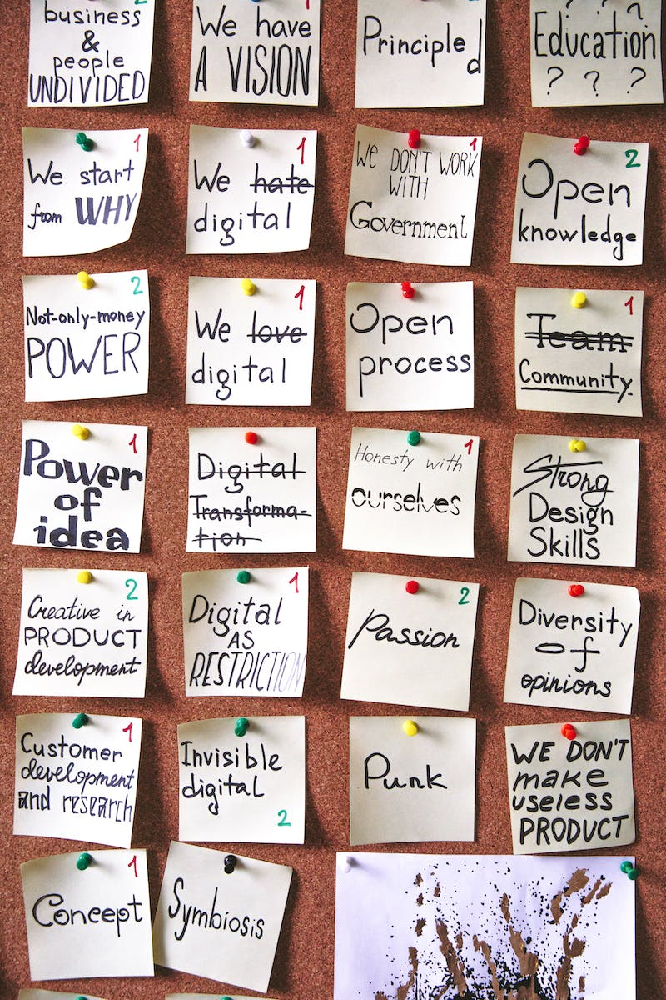 2
business
&
people
UNDIVIDED
1
We have
A VISION
Principle
d
? ? ?
Education
? ? ?
1
We start
from WHY
1
We hate
digital
1
We DON'T WORK
WITH
Government
2
Open
knowledge
2
Not-only-money
POWER
1
We love
digital
Open
process
1
Team
Community.
1
Power
of
idea
Digital
Transforma-
tion
1
Honesty with
ourselves
Strong
Design
Skills
2
Creative in
PRODUCT
development
1
Digital
AS
RESTRICTION
2
Passion
Diversity
of
opinions
1
Customer
development
and research
Invisible
digital
2
Punk
WE DON'T
make
useless
PRODUCT
1
Concept
Symbiosis